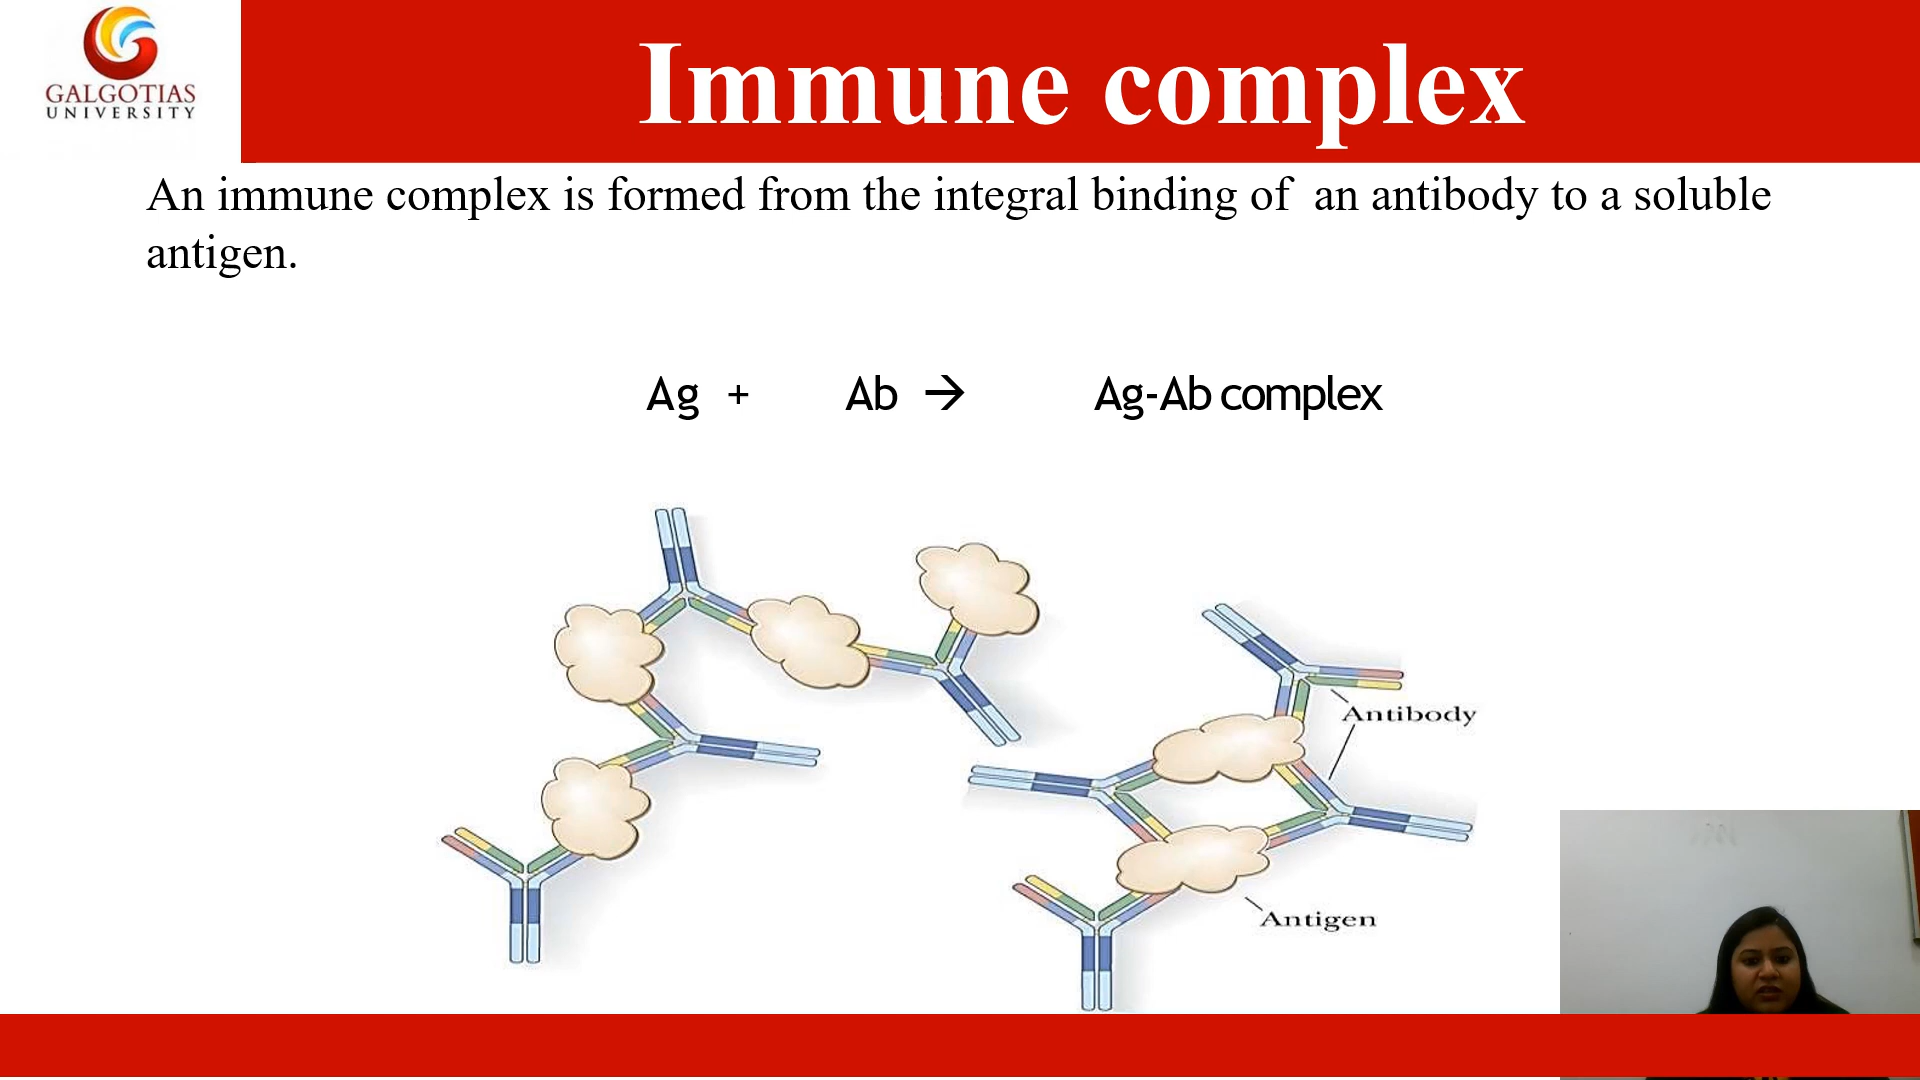 GALGOTIAS
UNIVERSITY
Immune complex
An immune complex is formed from the integral binding of an antibody to a soluble
antigen.
Ag + Ab → Ag-Ab complex
Antibody
Antigen